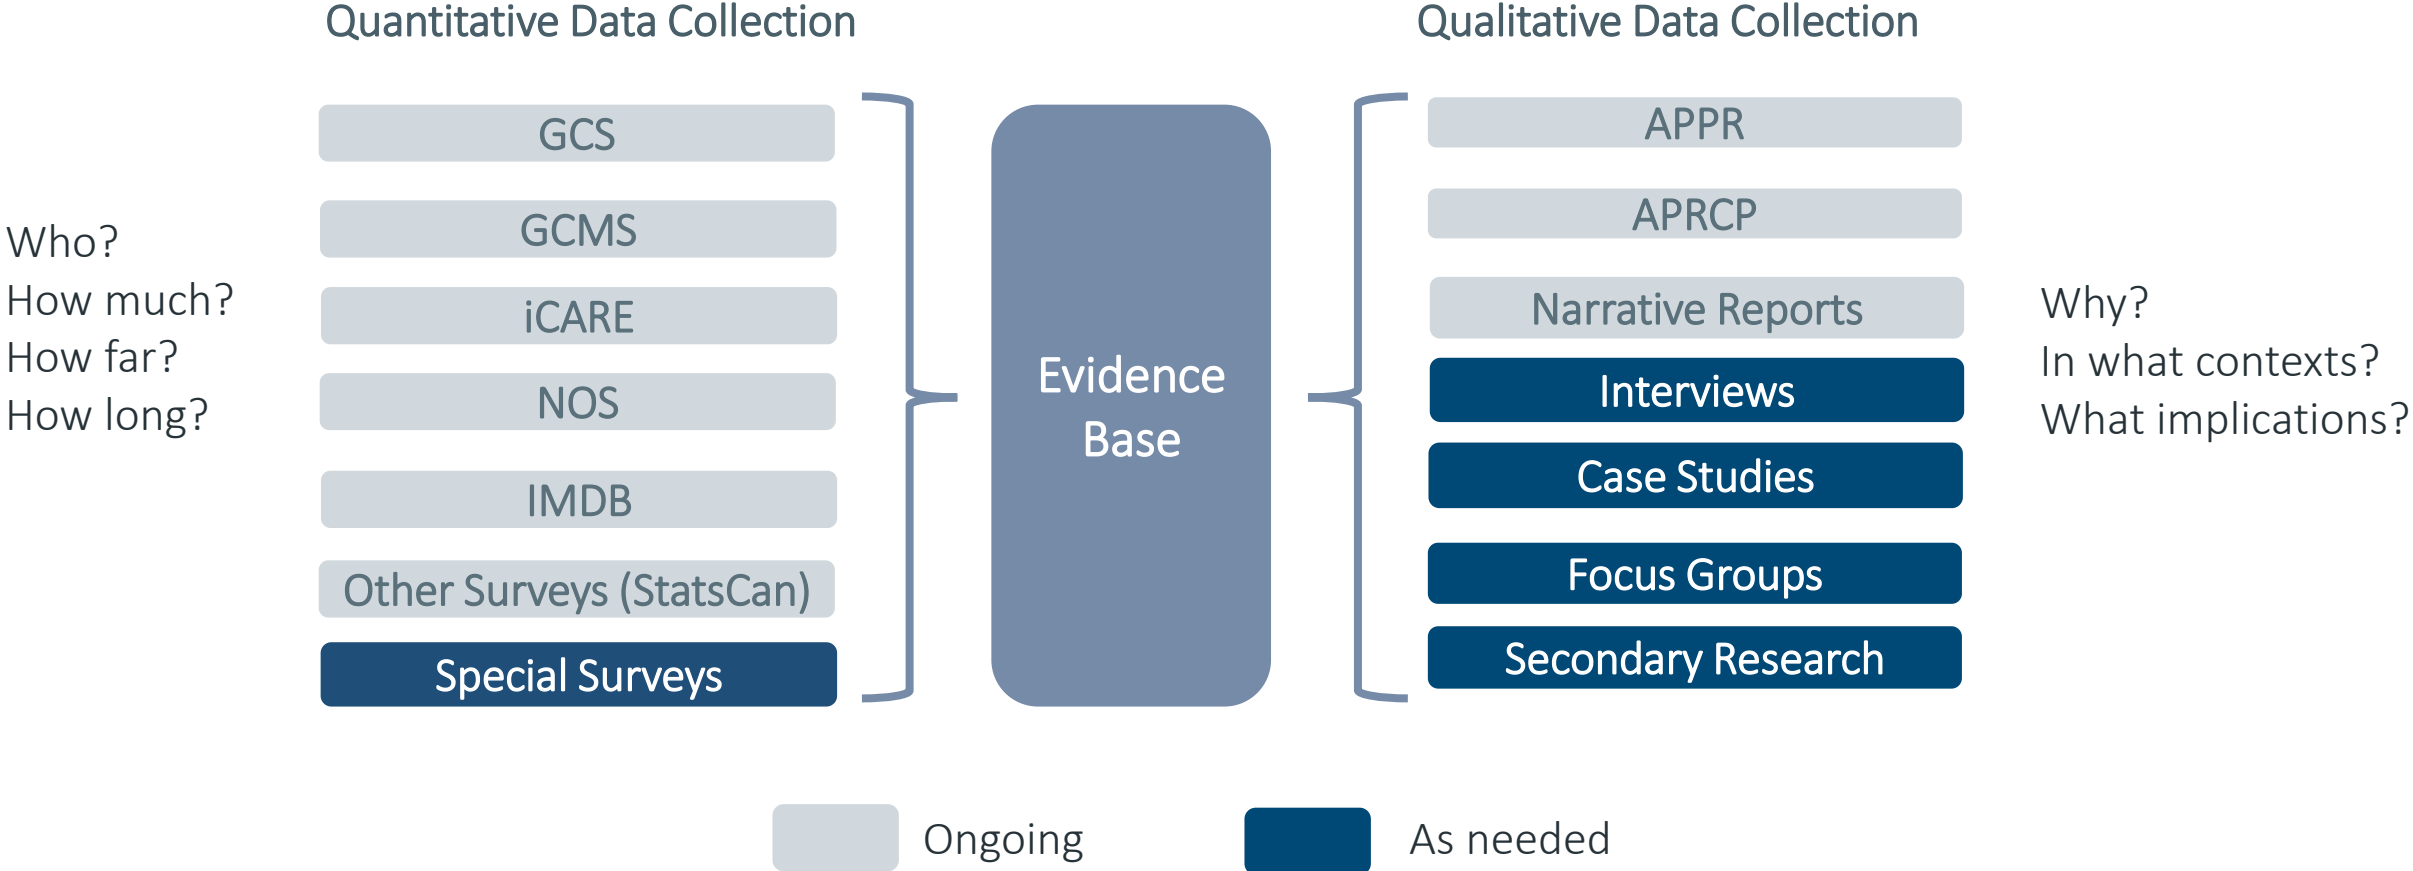 Quantitative Data Collection
Qualitative Data Collection
Who?
How much?
How far?
How long?
GCS
GCMS
iCARE
NOS
IMDB
Other Surveys (StatsCan)
Special Surveys
Evidence
Base
APPR
APRCP
Narrative Reports
Interviews
Case Studies
Focus Groups
Secondary Research
Why?
In what contexts?
What implications?
Ongoing
As needed